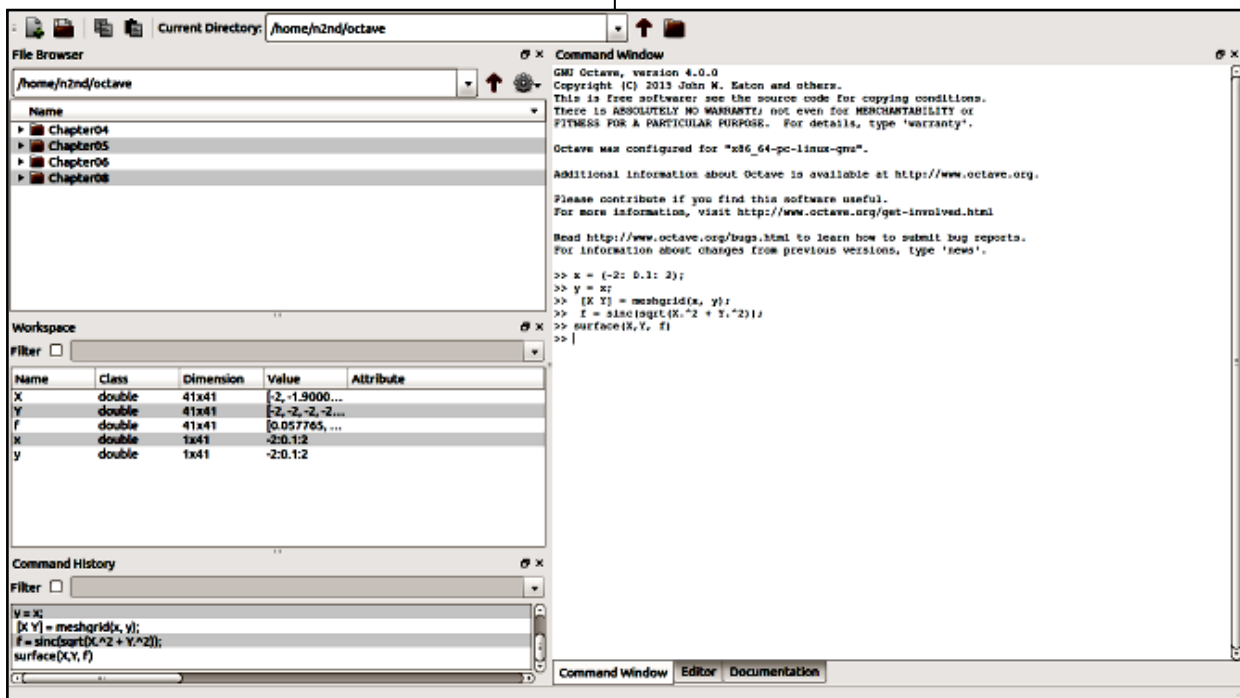 Current Directory: /home/n2nd/octave
File Browser
/home/n2nd/octave
Name
Chapter04
Chapter05
Chapter06
Chapter08
Workspace
Filter
Name Class Dimension Value Attribute
X double 41x41 [-2, -1.9000...
Y double 41x41 [-2, -2, -2, -2...
f double 41x41 [0.057765, ...
x double 1x41 -2:0.1:2
y double 1x41 -2:0.1:2
Command History
Filter
y = x;
[X Y] = meshgrid(x, y);
f = sinc(sqrt(X.^2 + Y.^2));
surface(X,Y, f)
Command Window
GNU Octave, version 4.0.0
Copyright (C) 2015 John W. Eaton and others.
This is free software; see the source code for copying conditions.
There is ABSOLUTELY NO WARRANTY; not even for MERCHANTABILITY or
FITNESS FOR A PARTICULAR PURPOSE. For details, type 'warranty'.
Octave was configured for "x86_64-pc-linux-gnu".
Additional information about Octave is available at http://www.octave.org.
Please contribute if you find this software useful.
For more information, visit http://www.octave.org/get-involved.html
Read http://www.octave.org/bugs.html to learn how to submit bug reports.
For information about changes from previous versions, type 'news'.
>> x = (-2: 0.1: 2);
>> y = x;
>> [X Y] = meshgrid(x, y);
>> f = sinc(sqrt(X.^2 + Y.^2));
>> surface(X,Y, f)
>>
Command Window Editor Documentation